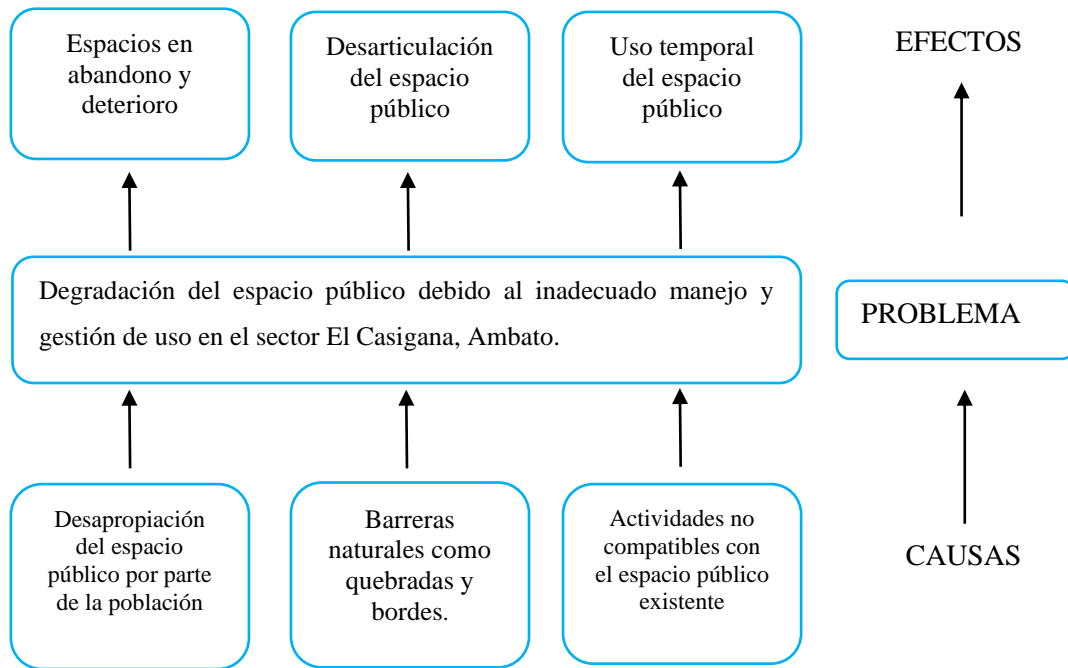 Espacios en
abandono y
deterioro
Desarticulación
del espacio
público
Uso temporal
del espacio
público
EFECTOS
Degradación del espacio público debido al inadecuado manejo y
gestión de uso en el sector El Casigana, Ambato.
PROBLEMA
Desapropiación
del espacio
público por parte
de la población
Barreras
naturales como
quebradas y
bordes.
Actividades no
compatibles con
el espacio público
existente
CAUSAS